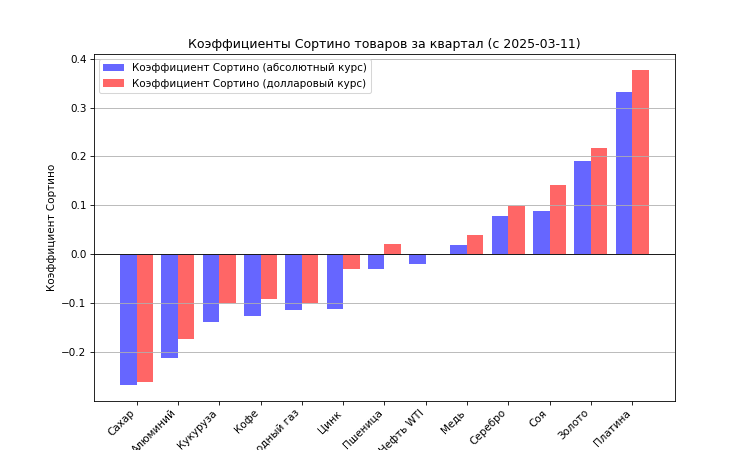 Коэффициенты Сортино товаров за квартал (с 2025-03-11)
Коэффициент Сортино (абсолютный курс)
Коэффициент Сортино (долларовый курс)
Коэффициент Сортино
0.4
0.3
0.2
0.1
0.0
−0.1
−0.2
Сахар
Алюминий
Кукуруза
Кофе
одный газ
Цинк
Пшеница
Нефть WTI
Медь
Серебро
Соя
Золото
Платина